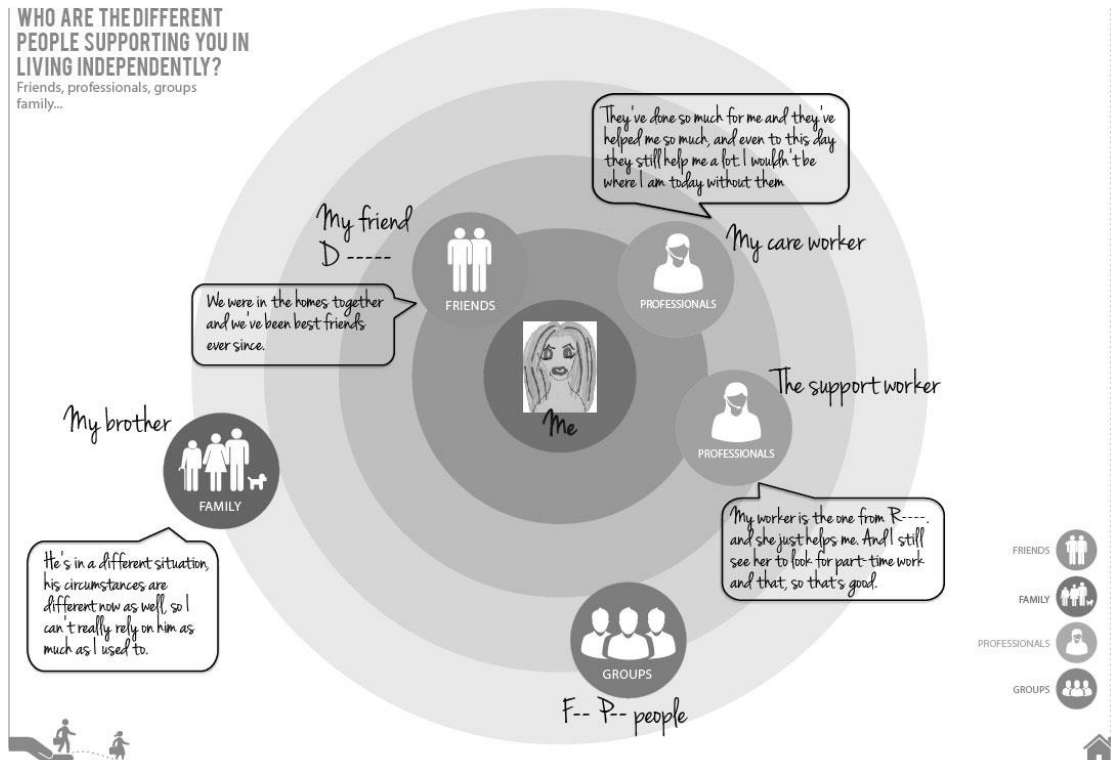 WHO ARE THE DIFFERENT
PEOPLE SUPPORTING YOU IN
LIVING INDEPENDENTLY?
Friends, professionals, groups
family...
They've done so much for me and they've
helped me so much, and even to this day
they still help me a lot. I wouldn't be
where I am today without them
My friend
D -----
FRIENDS
My care worker
PROFESSIONALS
We were in the homes together
and we've been best friends
ever since.
Me
The support worker
PROFESSIONALS
My brother
FAMILY
My worker is the one from R----.
and she just helps me. And I still
see her to look for part-time work
and that, so that's good.
He's in a different situation,
his circumstances are
different now as well, so I
can't really rely on him as
much as I used to.
GROUPS
F-- P-- people
FRIENDS
FAMILY
PROFESSIONALS
GROUPS